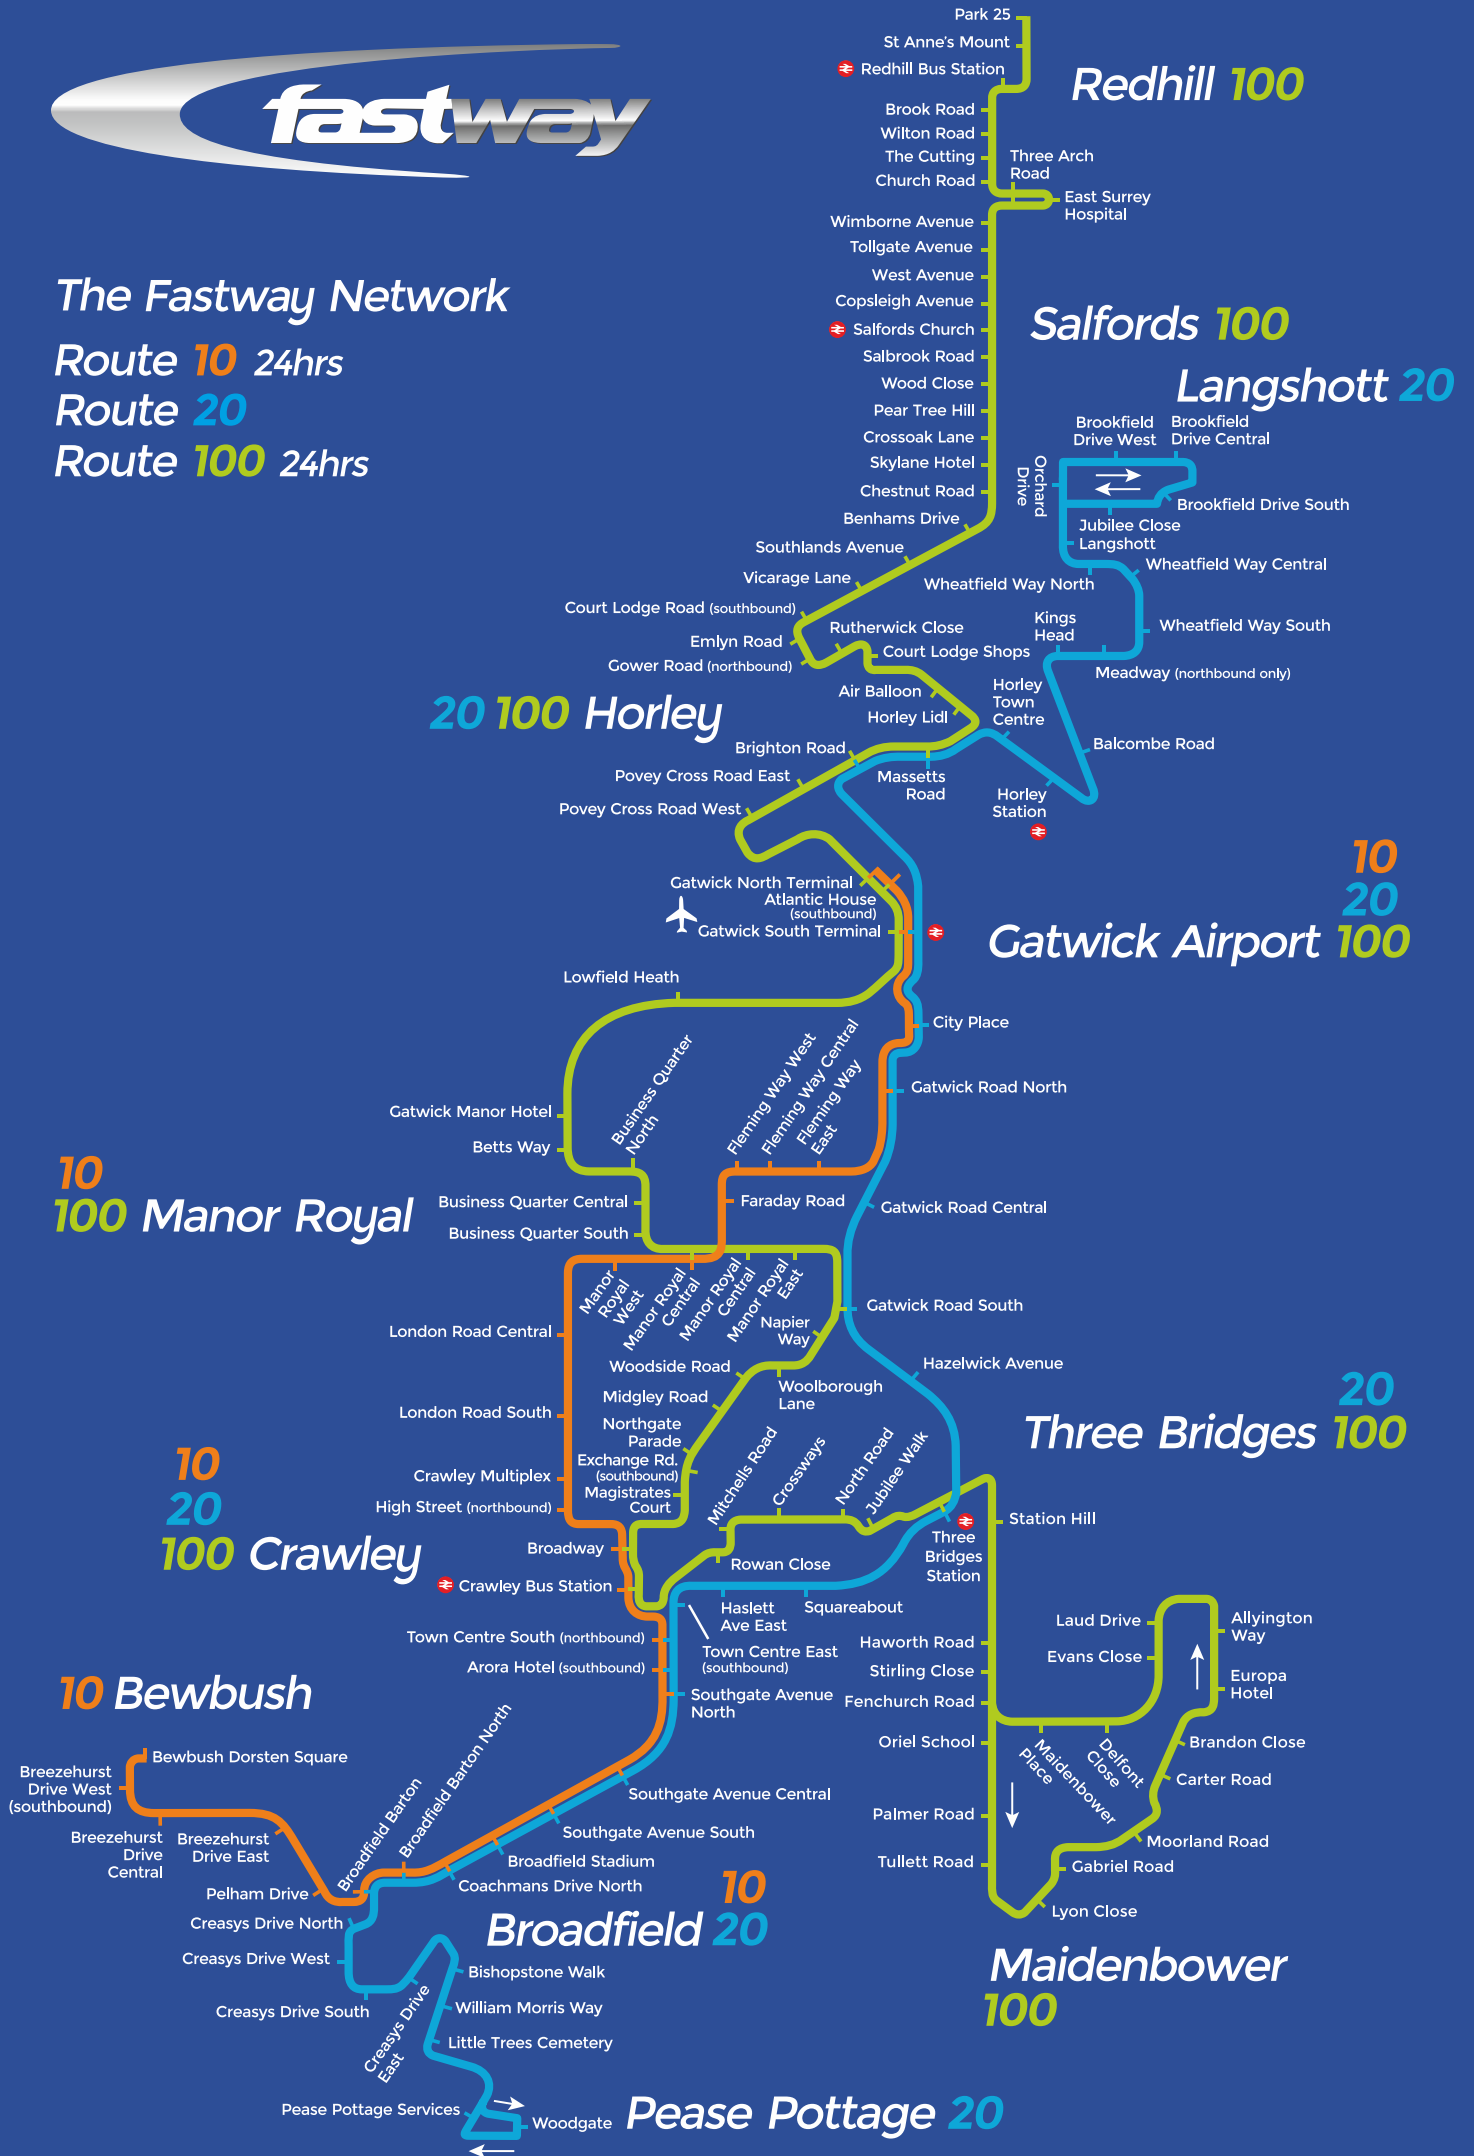 fastway
The Fastway Network
Route 10 24hrs
Route 20
Route 100 24hrs
Park 25
St Anne's Mount
Redhill Bus Station
Redhill 100
Brook Road
Wilton Road
The Cutting
Church Road
Three Arch
Road
East Surrey
Hospital
Wimborne Avenue
Tollgate Avenue
West Avenue
Copsleigh Avenue
Salfords Church
Salfords 100
Salbrook Road
Wood Close
Pear Tree Hill
Crossoak Lane
Skylane Hotel
Chestnut Road
Benhams Drive
Southlands Avenue
Vicarage Lane
Court Lodge Road (southbound)
Emlyn Road
Gower Road (northbound)
Rutherwick Close
Court Lodge Shops
Air Balloon
Horley Lidl
Langshott 20
Brookfield
Drive West
Brookfield
Drive Central
Orchard
Drive
Brookfield Drive South
Jubilee Close
Langshott
Wheatfield Way Central
Wheatfield Way North
Wheatfield Way South
Kings
Head
Meadway (northbound only)
Horley
Town
Centre
Balcombe Road
Horley
Station
20 100 Horley
Brighton Road
Massetts
Road
Povey Cross Road East
Povey Cross Road West
Gatwick North Terminal
Atlantic House
(southbound)
Gatwick South Terminal
10
20
Gatwick Airport 100
Lowfield Heath
City Place
Gatwick Road North
Business Quarter
North
Fleming Way West
Fleming Way Central
Fleming Way
East
Gatwick Manor Hotel
Betts Way
10
100 Manor Royal
Business Quarter Central
Business Quarter South
Faraday Road
Gatwick Road Central
Manor
Royal
West
Manor Royal
Central
Manor Royal
Central
Manor Royal
East
Napier
Way
Gatwick Road South
London Road Central
Woodside Road
Woolborough
Lane
Hazelwick Avenue
Midgley Road
London Road South
Northgate
Parade
Exchange Rd.
(southbound)
Magistrates
Court
20
Three Bridges 100
Mitchells Road
Crossways
North Road
Jubilee Walk
Crawley Multiplex
High Street (northbound)
10
20
100 Crawley
Broadway
Crawley Bus Station
Rowan Close
Three
Bridges
Station
Station Hill
Haslett
Ave East
Squareabout
Town Centre East
(southbound)
Town Centre South (northbound)
Arora Hotel (southbound)
Southgate Avenue
North
Haworth Road
Stirling Close
Fenchurch Road
Oriel School
Palmer Road
Tullett Road
Laud Drive
Evans Close
Allyington
Way
Europa
Hotel
Maidenbower
Place
Delfont
Close
Brandon Close
Carter Road
Moorland Road
Gabriel Road
Lyon Close
Maidenbower
100
10 Bewbush
Bewbush Dorsten Square
Breezehurst
Drive West
(southbound)
Breezehurst
Drive
Central
Breezehurst
Drive East
Pelham Drive
Broadfield Barton
Broadfield Barton North
Southgate Avenue Central
Southgate Avenue South
Broadfield Stadium
Coachmans Drive North
10
Broadfield 20
Creasys Drive North
Creasys Drive West
Creasys Drive South
Creasys Drive
East
Bishopstone Walk
William Morris Way
Little Trees Cemetery
Pease Pottage Services
Woodgate
Pease Pottage 20